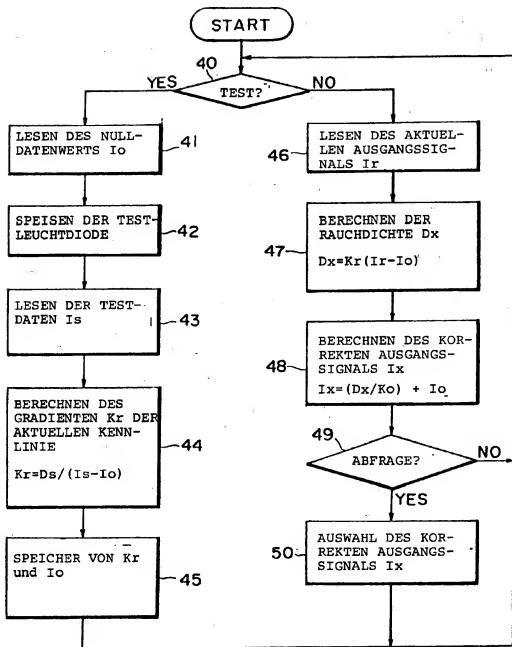 START
40
YES
TEST?
NO
LESEN DES NULL-
DATENWERTS Io
41
SPEISEN DER TEST-
LEUCHTDIODE
42
LESEN DER TEST-
DATEN Is
43
BERECHNEN DES
GRADIENTEN Kr DER
AKTUELLEN KENN-
LINIE
Kr=Ds/(Is-Io)
44
SPEICHER VON Kr
und Io
45
LESEN DES AKTUEL-
LEN AUSGANGSSIG-
NALS Ir
46
BERECHNEN DER
RAUCHDICHTE Dx
Dx=Kr(Ir-Io)
47
BERECHNEN DES KOR-
REKTEN AUSGANGS-
SIGNALS Ix
Ix=(Dx/Ko) + Io
48
49
ABFRAGE?
NO
YES
AUSWAHL DES KOR-
REKTEN AUSGANGS-
SIGNALS Ix
50